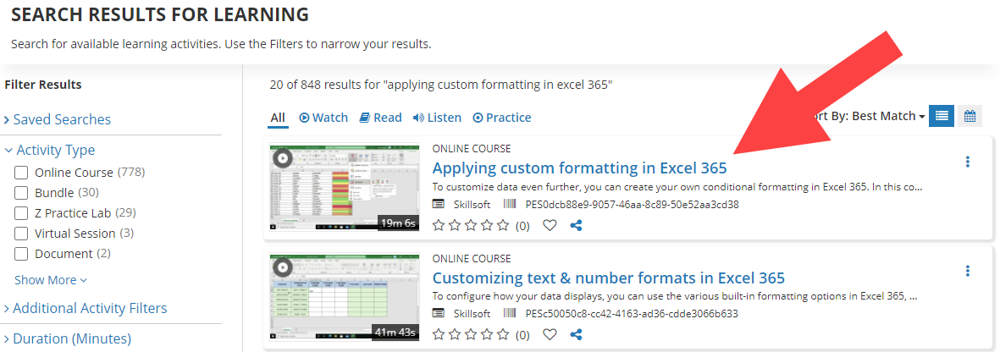 SEARCH RESULTS FOR LEARNING
Search for available learning activities. Use the Filters to narrow your results.
Filter Results
Saved Searches
Activity Type
Online Course (778)
Bundle (30)
Z Practice Lab (29)
Virtual Session (3)
Document (2)
Show More
Additional Activity Filters
Duration (Minutes)
20 of 848 results for "applying custom formatting in excel 365"
All Watch Read Listen Practice
By: Best Match
ONLINE COURSE
Applying custom formatting in Excel 365
To customize data even further, you can create your own conditional formatting in Excel 365. In this co...
Skillsoft PES0dcb88e9-9057-46aa-8c89-50e52aa3cd38
19m 6s
(0)
ONLINE COURSE
Customizing text & number formats in Excel 365
To configure how your data displays, you can use the various built-in formatting options in Excel 365, ...
Skillsoft PESc50050c8-cc42-4163-ad36-cdde3066b633
41m 43s
(0)